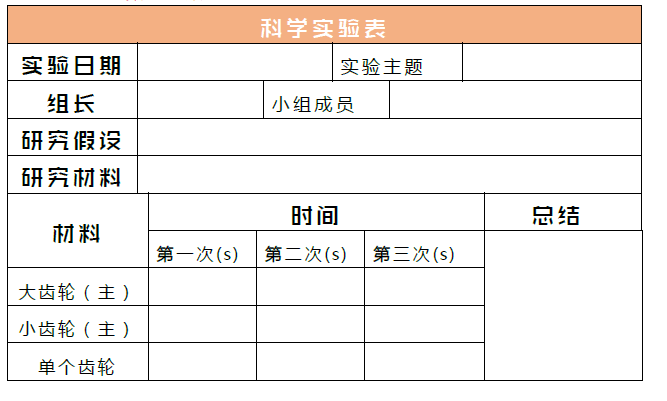 科学实验表
实验日期 实验主题
组长 小组成员
研究假设
研究材料
材料 时间 总结
第一次(s) 第二次(s) 第三次(s)
大齿轮（主）
小齿轮（主）
单个齿轮